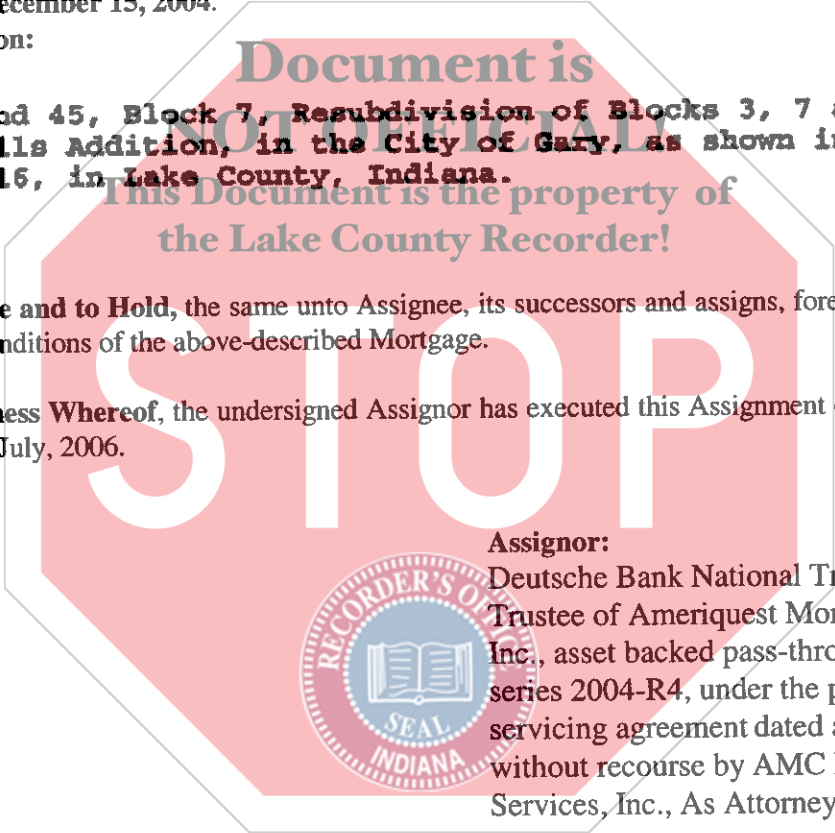 ecember 15, 2004.
on:
Document is
nd 45, Block 7, Resubdivision of Blocks 3, 7 a
NOT OFFICIAL
lls Addition, in the City of Gary, as shown in
16, in Lake County, Indiana.
This Document is the property of
the Lake County Recorder!
e and to Hold, the same unto Assignee, its successors and assigns, fore
nditions of the above-described Mortgage.
ness Whereof, the undersigned Assignor has executed this Assignment
July, 2006.
STOP
Assignor:
Deutsche Bank National Tr
Trustee of Ameriquest Mor
Inc., asset backed pass-thro
series 2004-R4, under the p
servicing agreement dated a
without recourse by AMC
Services, Inc., As Attorney
RECORDER'S OFFICE
SEAL
INDIANA